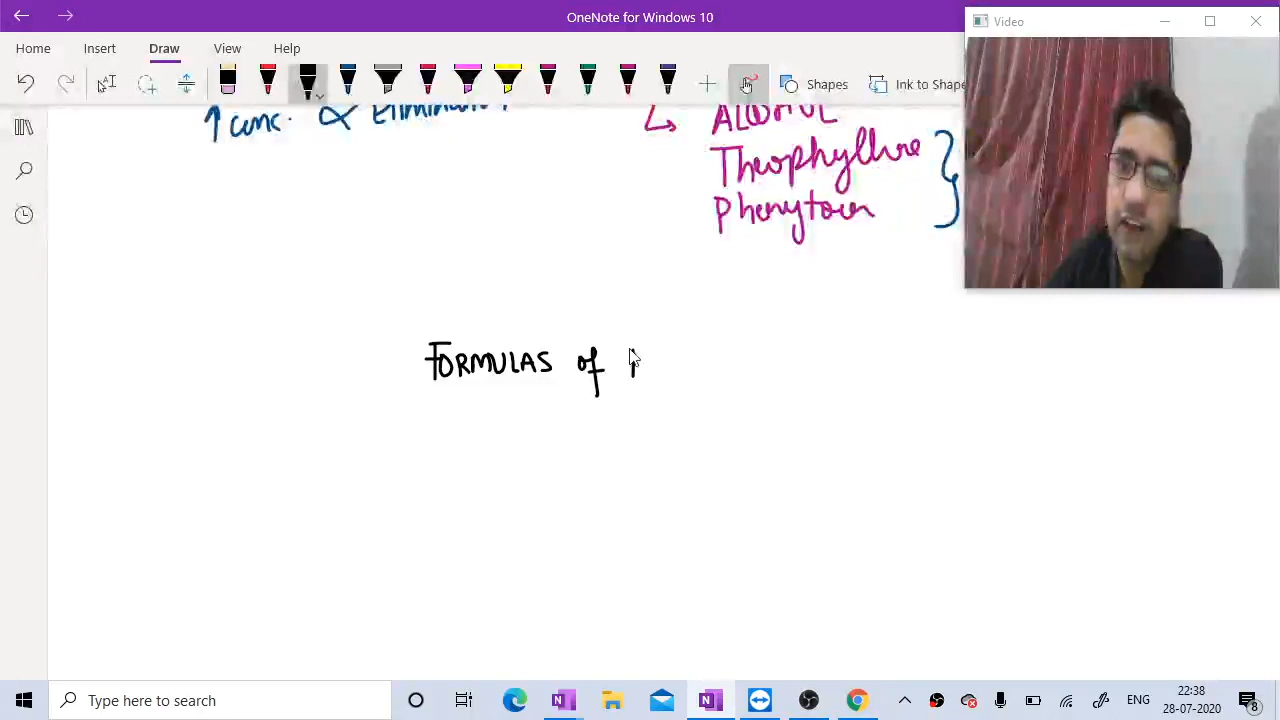 OneNote for Windows 10
Video
Home Insert Draw View Help
Shapes Ink to Shape
↑ conc. ∝ Elimination
↳ ALCOHOL
Theophylline
Phenytoin
FORMULAS of
Type here to search
ENG
22:38
28-07-2020
8